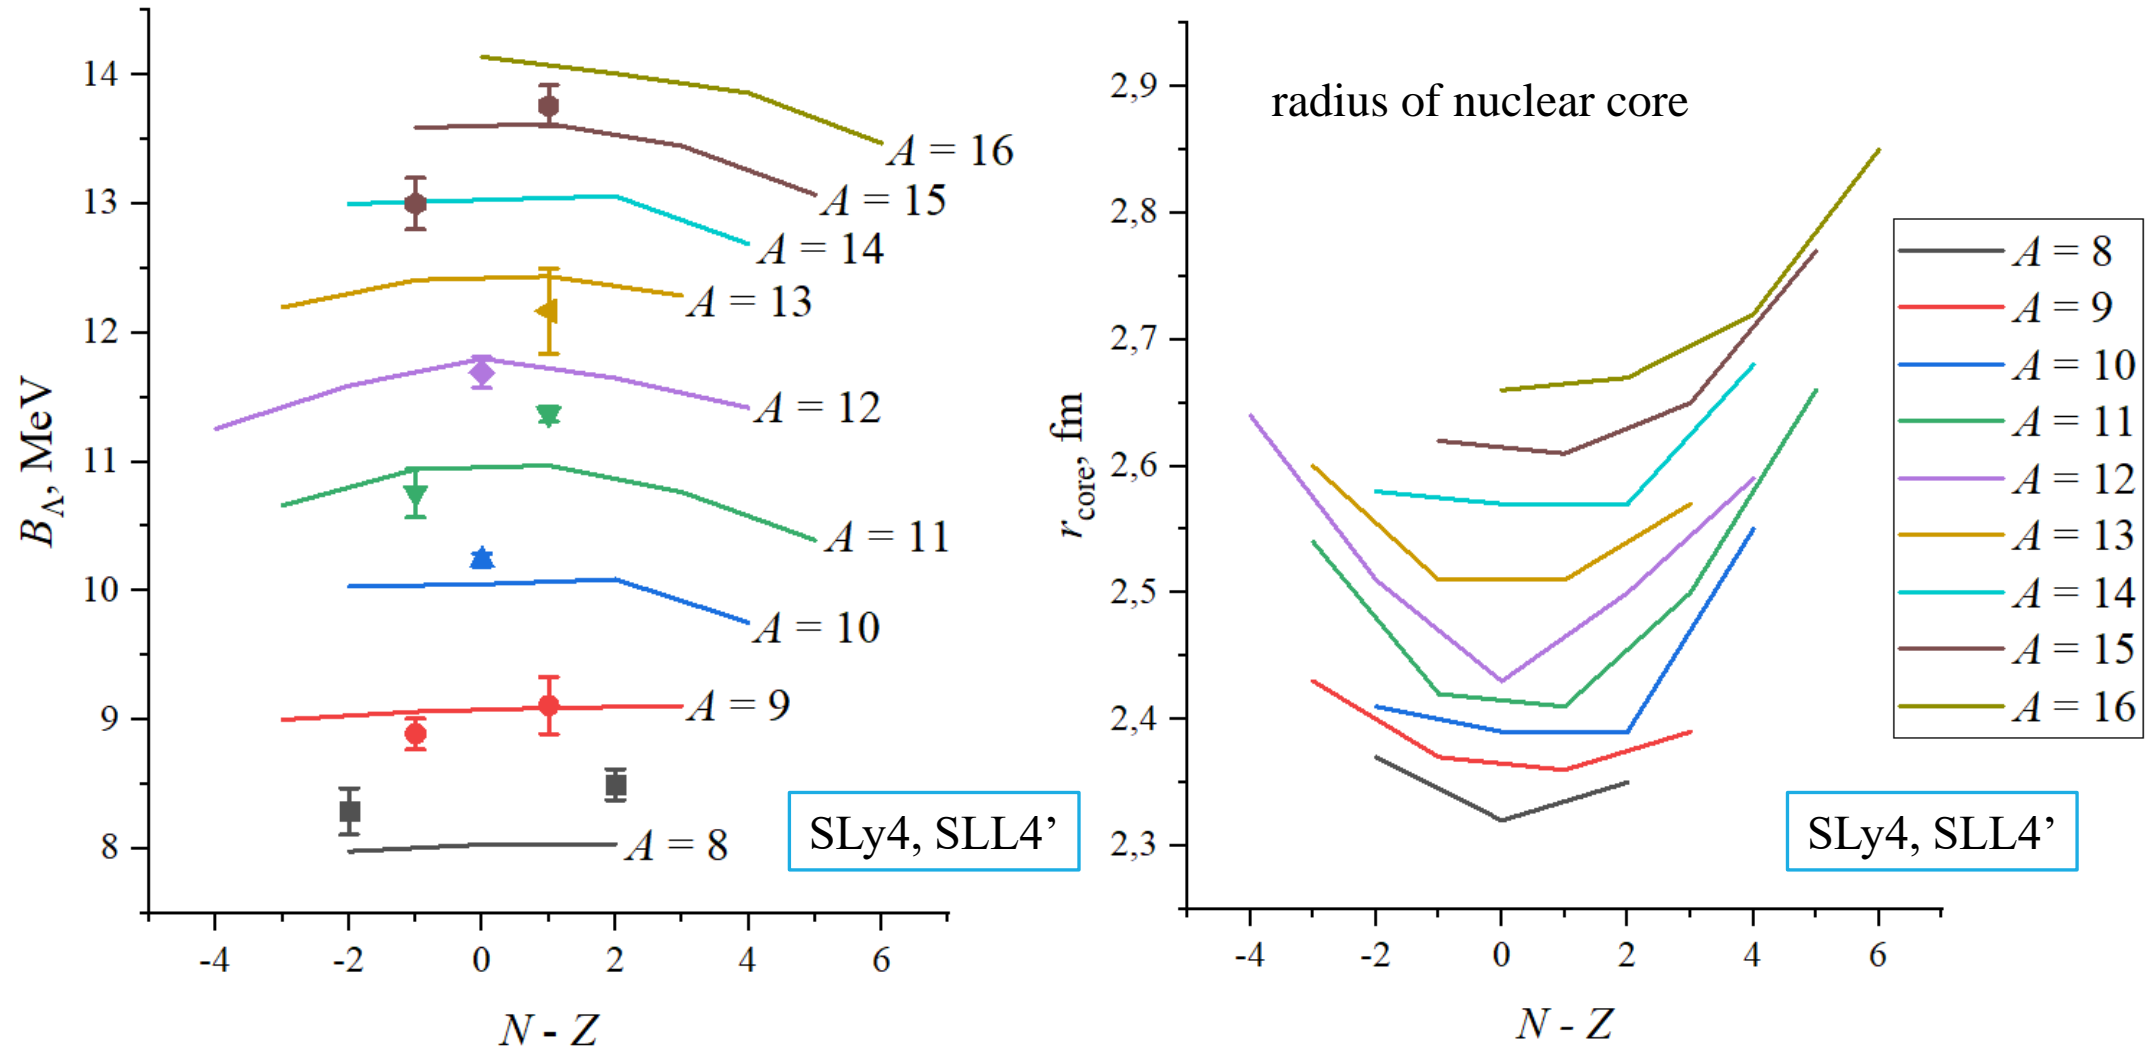 14
13
12
11
10
9
8
B_Λ, MeV
A = 16
A = 15
A = 14
A = 13
A = 12
A = 11
A = 10
A = 9
A = 8
SLy4, SLL4’
-4 -2 0 2 4 6
N - Z
radius of nuclear core
2,9
2,8
2,7
2,6
2,5
2,4
2,3
r_core, fm
A = 8
A = 9
A = 10
A = 11
A = 12
A = 13
A = 14
A = 15
A = 16
SLy4, SLL4’
-4 -2 0 2 4 6
N - Z